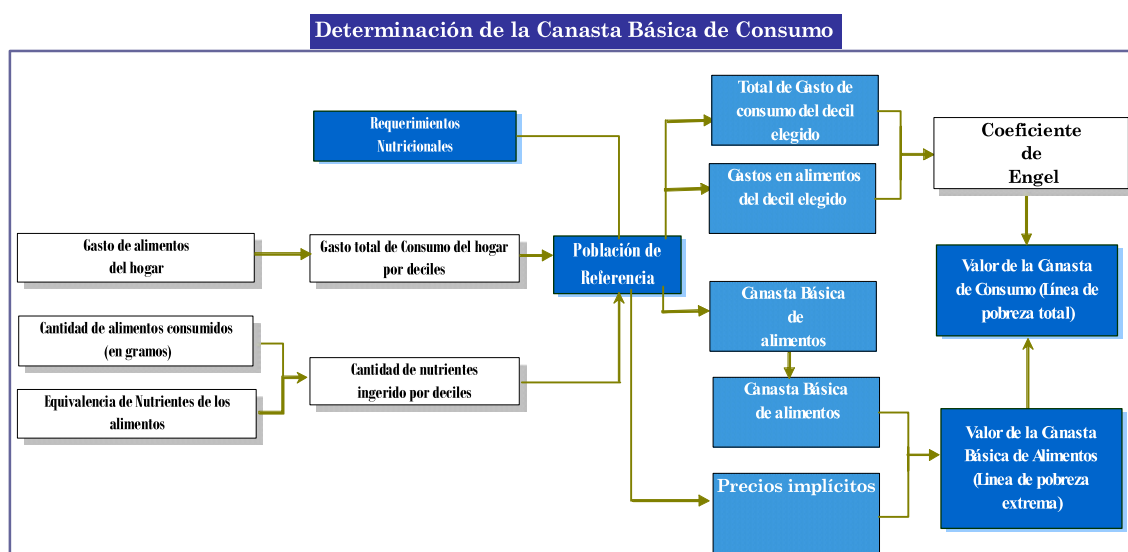 Determinación de la Canasta Básica de Consumo
Requerimientos
Nutricionales
Total de Gasto de
consumo del decil
elegido
Coeficiente
de
Engel
Gastos en alimentos
del decil elegido
Gasto de alimentos
del hogar
Gasto total de Consumo del hogar
por deciles
Población de
Referencia
Valor de la Canasta
de Consumo (Línea de
pobreza total)
Canasta Básica
de
alimentos
Cantidad de alimentos consumidos
(en gramos)
Cantidad de nutrientes
ingerido por deciles
Equivalencia de Nutrientes de los
alimentos
Canasta Básica
de alimentos
Valor de la Canasta
Básica de Alimentos
(Linea de pobreza
extrema)
Precios implícitos